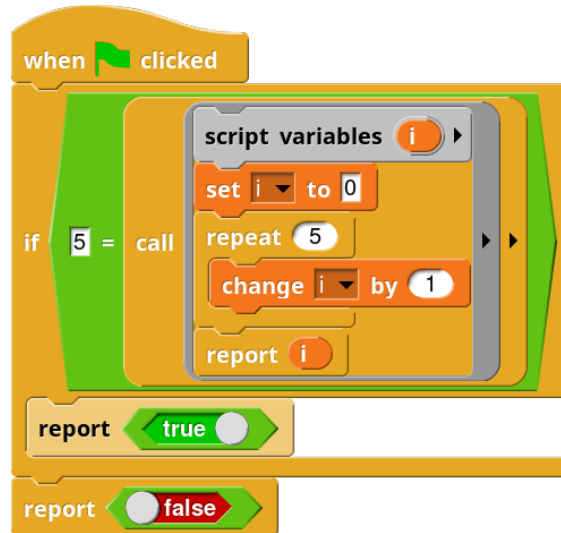 when clicked
script variables i
set i to 0
if 5 = call repeat 5
change i by 1
report i
report true
report false